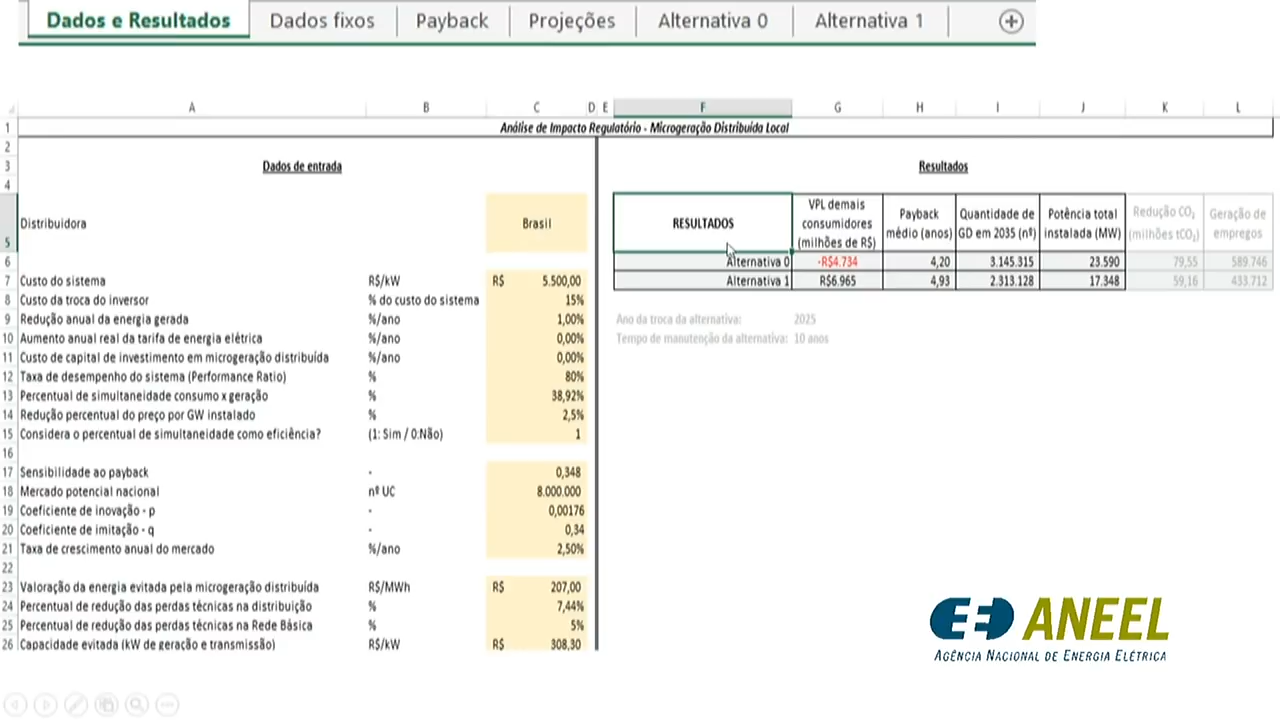 Dados e Resultados Dados fixos Payback Projeções Alternativa 0 Alternativa 1
A B C D E F G H I J K L
1 Análise de Impacto Regulatório - Microgeração Distribuída Local
2
3 Dados de entrada Resultados
4
5 Distribuidora Brasil RESULTADOS VPL demais consumidores (milhões de R$) Payback médio (anos) Quantidade de GD em 2035 (nº) Potência total instalada (MW) Redução CO₂ (milhões tCO₂) Geração de empregos
6 Alternativa 0 -R$4.734 4,20 3.145.315 23.590 79,55 589.746
7 Custo do sistema R$/kW R$ 5.500,00 Alternativa 1 R$6.965 4,93 2.313.128 17.348 59,16 433.712
8 Custo da troca do inversor % do custo do sistema 15%
9 Redução anual da energia gerada %/ano 1,00% Ano da troca da alternativa: 2025
10 Aumento anual real da tarifa de energia elétrica %/ano 0,00% Tempo de manutenção da alternativa: 10 anos
11 Custo de capital de investimento em microgeração distribuída %/ano 0,00%
12 Taxa de desempenho do sistema (Performance Ratio) % 80%
13 Percentual de simultaneidade consumo x geração % 38,92%
14 Redução percentual do preço por GW instalado % 2,5%
15 Considera o percentual de simultaneidade como eficiência? (1: Sim / 0:Não) 1
16
17 Sensibilidade ao payback - 0,348
18 Mercado potencial nacional nº UC 8.000.000
19 Coeficiente de inovação - p - 0,00176
20 Coeficiente de imitação - q - 0,34
21 Taxa de crescimento anual do mercado %/ano 2,50%
22
23 Valoração da energia evitada pela microgeração distribuída R$/MWh R$ 207,00
24 Percentual de redução das perdas técnicas na distribuição % 7,44%
25 Percentual de redução das perdas técnicas na Rede Básica % 5%
26 Capacidade evitada (kW de geração e transmissão) R$/kW R$ 308,30
ANEEL
AGÊNCIA NACIONAL DE ENERGIA ELÉTRICA